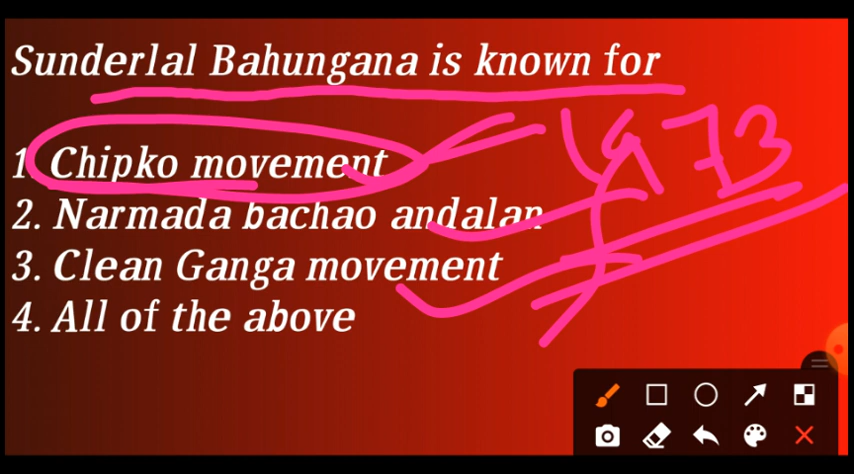 Sunderlal Bahungana is known for
1. Chipko movement
1973
2. Narmada bachao andalan
3. Clean Ganga movement
4. All of the above